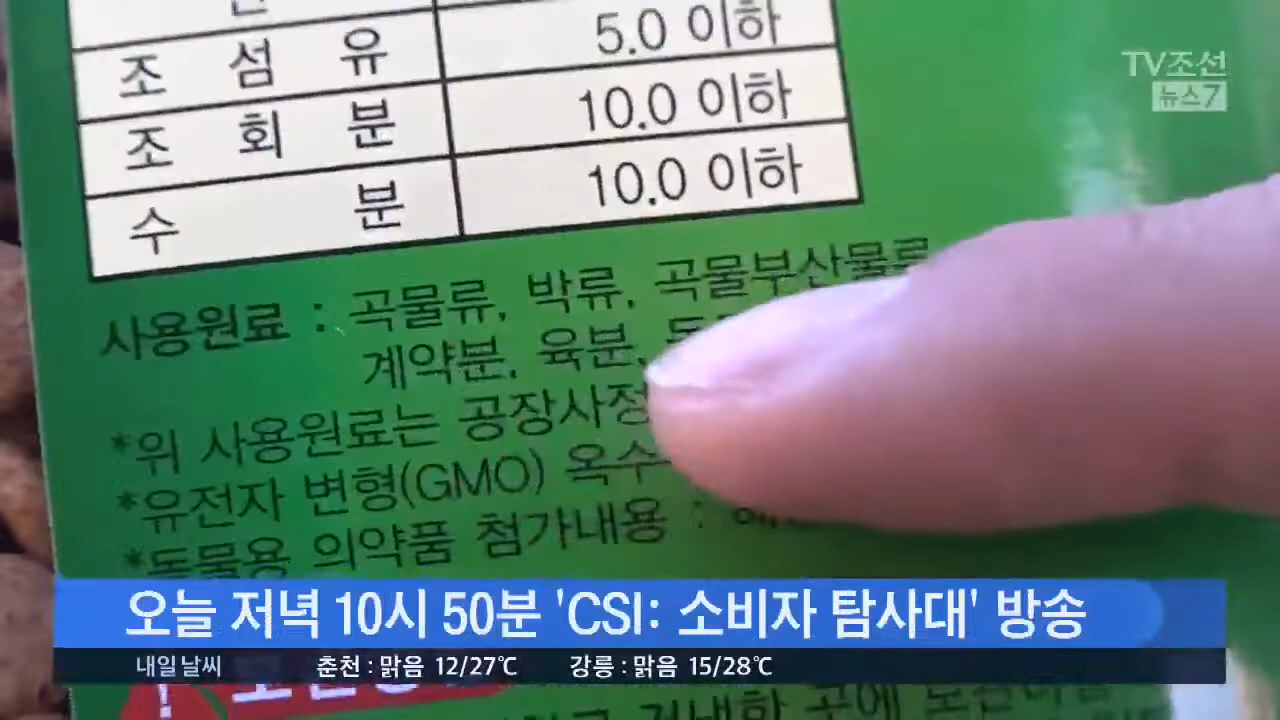 TV조선
뉴스7
조 섬 유 5.0 이하
조 회 분 10.0 이하
수 분 10.0 이하
사용원료 : 곡물류, 박류, 곡물부산물류
계약분, 육분,
*위 사용원료는 공장사정
*유전자 변형(GMO) 옥수
*동물용 의약품 첨가내용 :
오늘 저녁 10시 50분 'CSI: 소비자 탐사대' 방송
내일날씨 춘천 : 맑음 12/27℃ 강릉 : 맑음 15/28℃